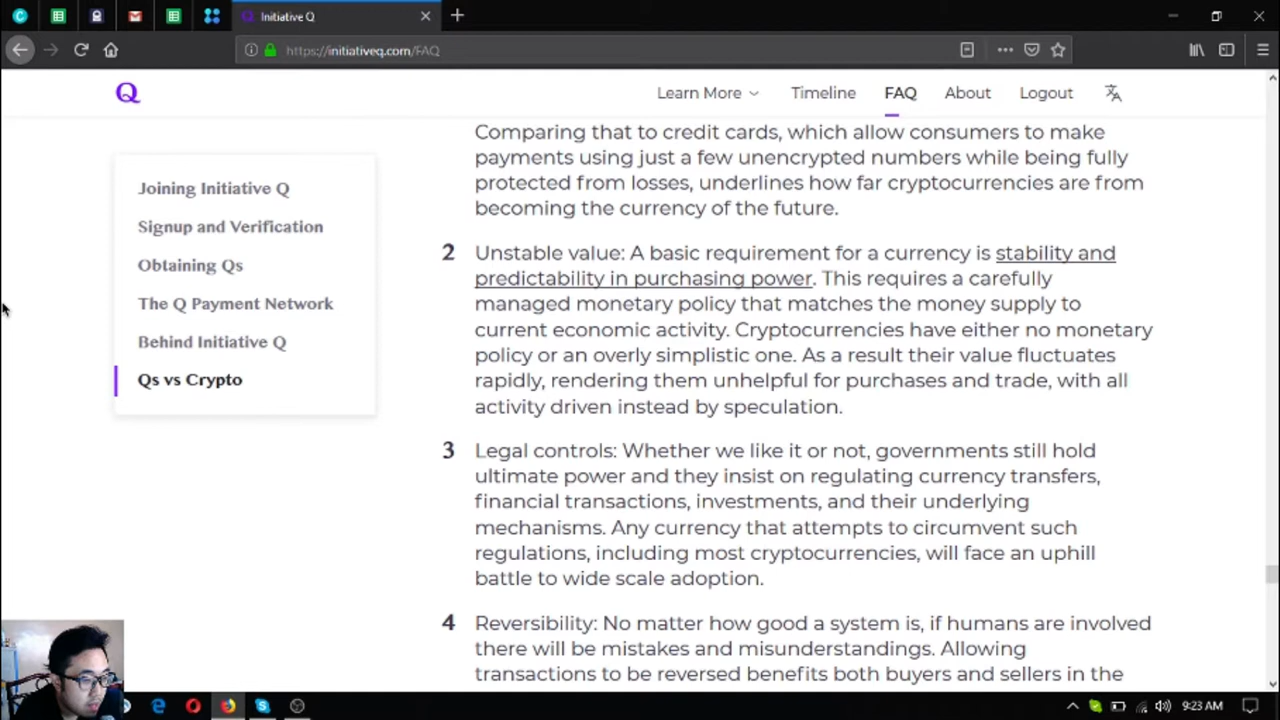 Initiative Q
https://initiativeq.com/FAQ
Q
Learn More
Timeline
FAQ
About
Logout
Joining Initiative Q
Signup and Verification
Obtaining Qs
The Q Payment Network
Behind Initiative Q
Qs vs Crypto
Comparing that to credit cards, which allow consumers to make
payments using just a few unencrypted numbers while being fully
protected from losses, underlines how far cryptocurrencies are from
becoming the currency of the future.
2 Unstable value: A basic requirement for a currency is stability and
predictability in purchasing power. This requires a carefully
managed monetary policy that matches the money supply to
current economic activity. Cryptocurrencies have either no monetary
policy or an overly simplistic one. As a result their value fluctuates
rapidly, rendering them unhelpful for purchases and trade, with all
activity driven instead by speculation.
3 Legal controls: Whether we like it or not, governments still hold
ultimate power and they insist on regulating currency transfers,
financial transactions, investments, and their underlying
mechanisms. Any currency that attempts to circumvent such
regulations, including most cryptocurrencies, will face an uphill
battle to wide scale adoption.
4 Reversibility: No matter how good a system is, if humans are involved
there will be mistakes and misunderstandings. Allowing
transactions to be reversed benefits both buyers and sellers in the
9:23 AM